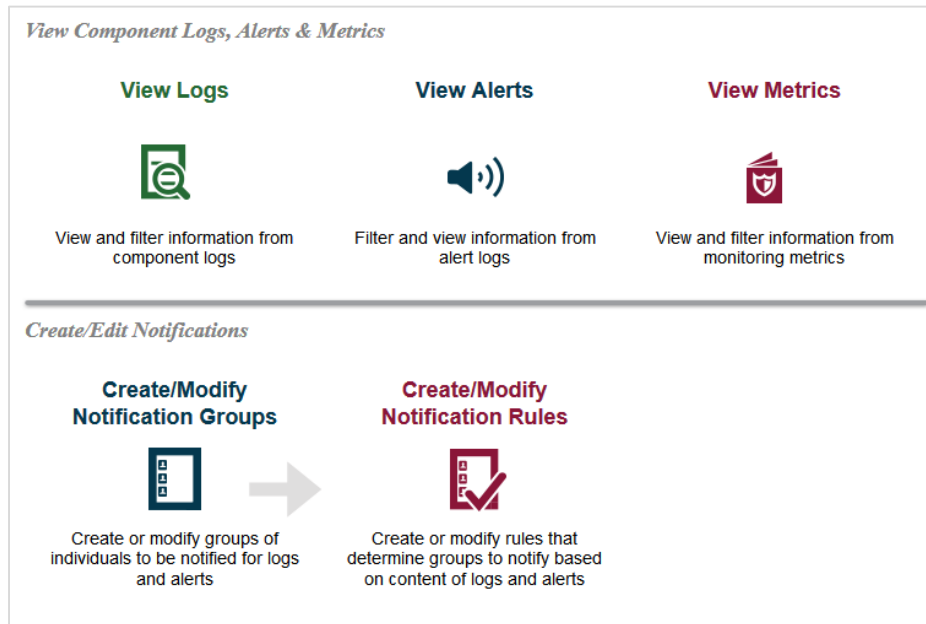 View Component Logs, Alerts & Metrics
View Logs
View Alerts
View Metrics
View and filter information from
component logs
Filter and view information from
alert logs
View and filter information from
monitoring metrics
Create/Edit Notifications
Create/Modify
Notification Groups
Create/Modify
Notification Rules
Create or modify groups of
individuals to be notified for logs
and alerts
Create or modify rules that
determine groups to notify based
on content of logs and alerts